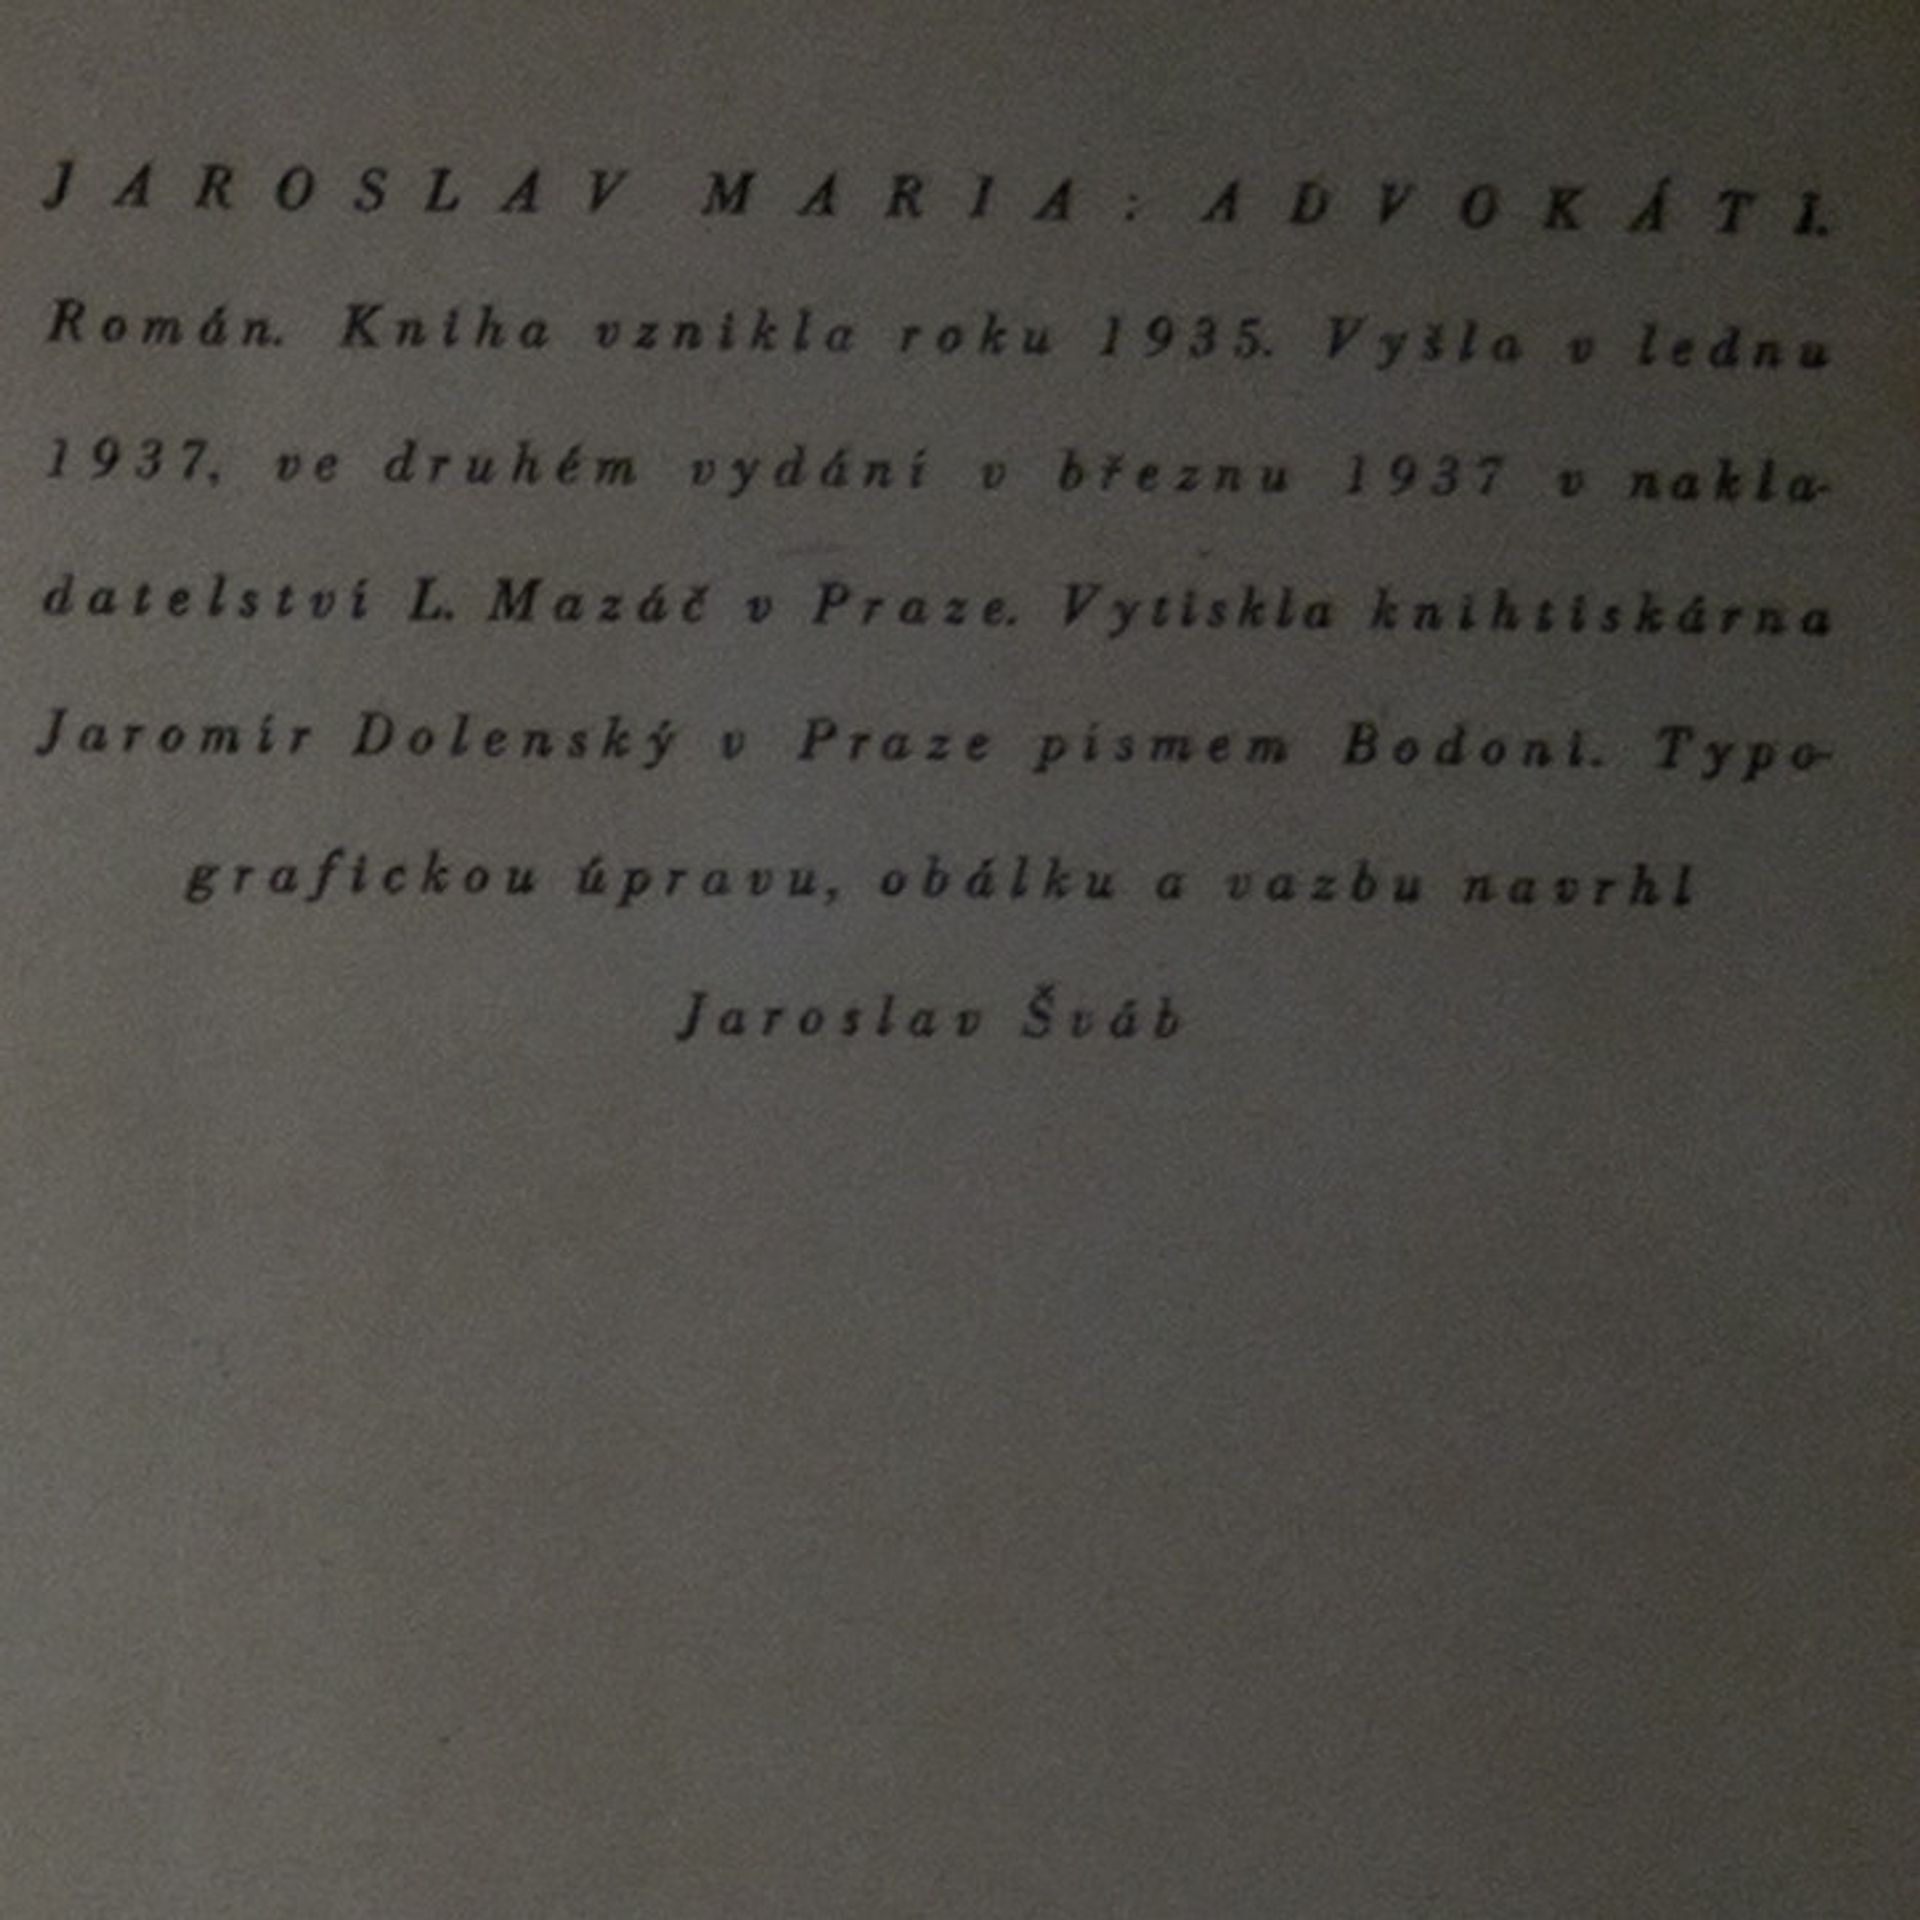 JAROSLAV MARIA: ADVOKÁTI.
Román. Kniha vznikla roku 1935. Vyšla v lednu
1937, ve druhém vydání v březnu 1937 v nakla-
datelství L. Mazáč v Praze. Vytiskla knihtiskárna
Jaromír Dolenský v Praze písmem Bodoni. Typo-
grafickou úpravu, obálku a vazbu navrhl
Jaroslav Šváb